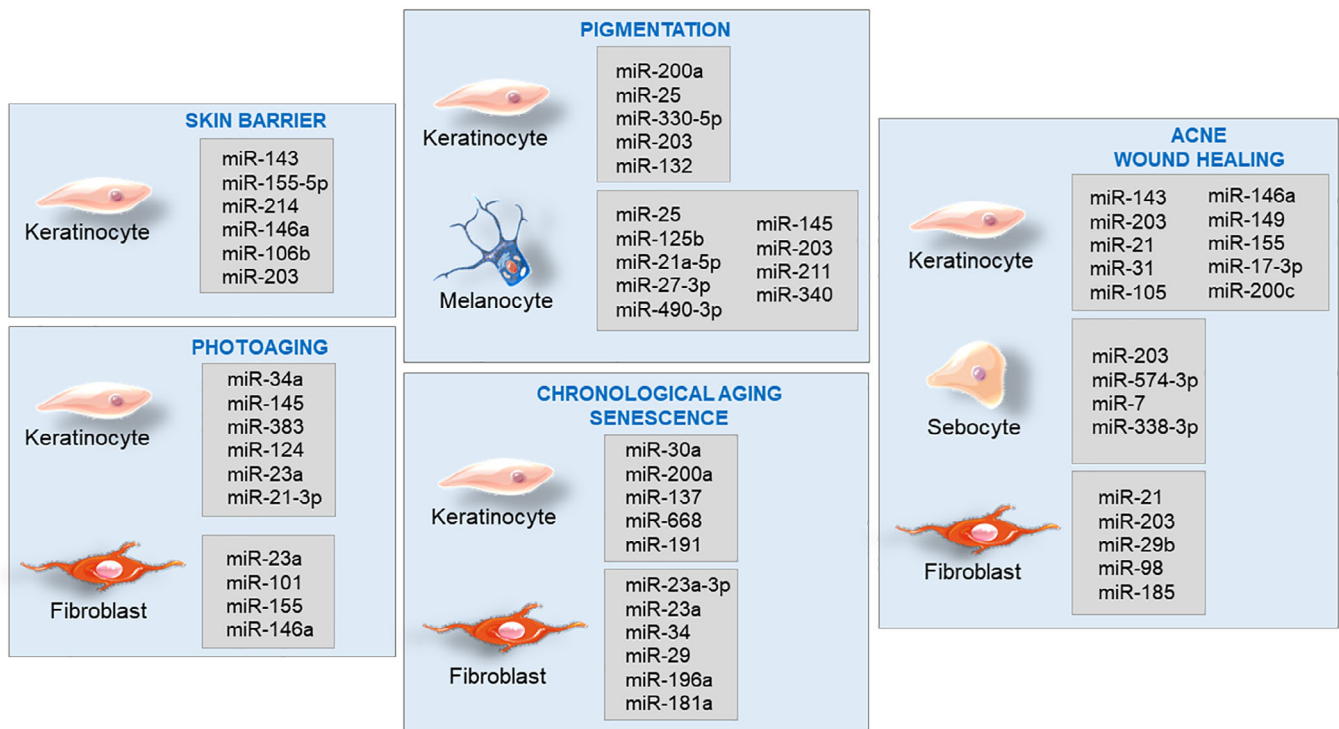 SKIN BARRIER
Keratinocyte
miR-143
miR-155-5p
miR-214
miR-146a
miR-106b
miR-203
PHOTOAGING
Keratinocyte
miR-34a
miR-145
miR-383
miR-124
miR-23a
miR-21-3p
Fibroblast
miR-23a
miR-101
miR-155
miR-146a
PIGMENTATION
Keratinocyte
miR-200a
miR-25
miR-330-5p
miR-203
miR-132
Melanocyte
miR-25
miR-125b
miR-21a-5p
miR-27-3p
miR-490-3p
miR-145
miR-203
miR-211
miR-340
CHRONOLOGICAL AGING
SENESCENCE
Keratinocyte
miR-30a
miR-200a
miR-137
miR-668
miR-191
Fibroblast
miR-23a-3p
miR-23a
miR-34
miR-29
miR-196a
miR-181a
ACNE
WOUND HEALING
Keratinocyte
miR-143
miR-203
miR-21
miR-31
miR-105
miR-146a
miR-149
miR-155
miR-17-3p
miR-200c
Sebocyte
miR-203
miR-574-3p
miR-7
miR-338-3p
Fibroblast
miR-21
miR-203
miR-29b
miR-98
miR-185